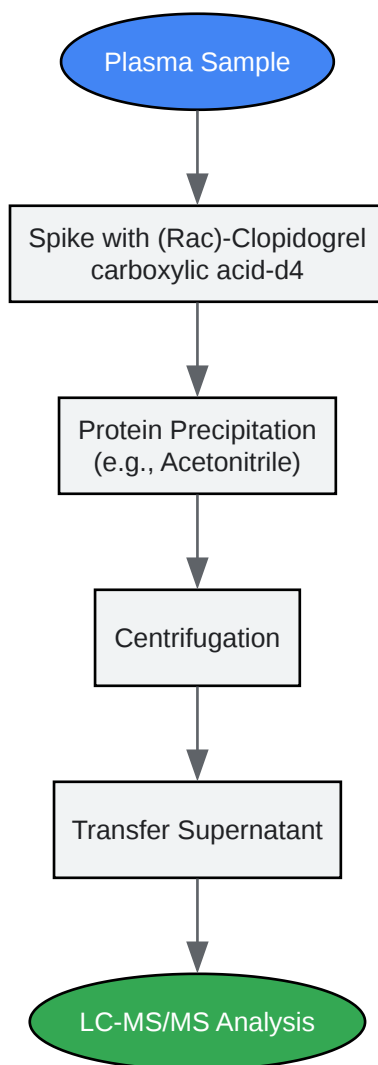 Plasma Sample
Spike with (Rac)-Clopidogrel
carboxylic acid-d4
Protein Precipitation
(e.g., Acetonitrile)
Centrifugation
Transfer Supernatant
LC-MS/MS Analysis